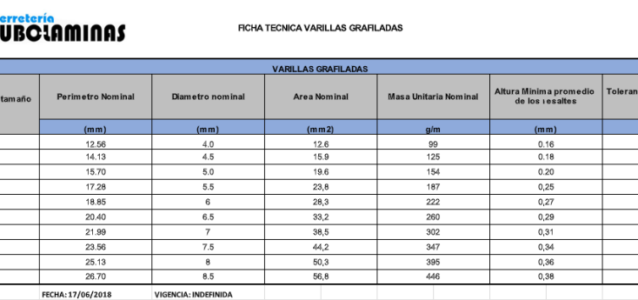 erretería
UBOLAMINAS
FICHA TECNICA VARILLAS GRAFILADAS
VARILLAS GRAFILADAS
tamaño Perimetro Nominal Diametro nominal Area Nominal Masa Unitaria Nominal Altura Minima promedio de los resaltes Toleran
(mm) (mm) (mm2) g/m (mm)
12.56 4.0 12.6 99 0.16
14.13 4.5 15.9 125 0.18
15.70 5.0 19.6 154 0.20
17.28 5.5 23,8 187 0,25
18.85 6 28,3 222 0,27
20.40 6.5 33,2 260 0,29
21.99 7 38,5 302 0,31
23.56 7.5 44,2 347 0,34
25.13 8 50,3 395 0,36
26.70 8.5 56,8 446 0,38
FECHA: 17/06/2018 VIGENCIA: INDEFINIDA